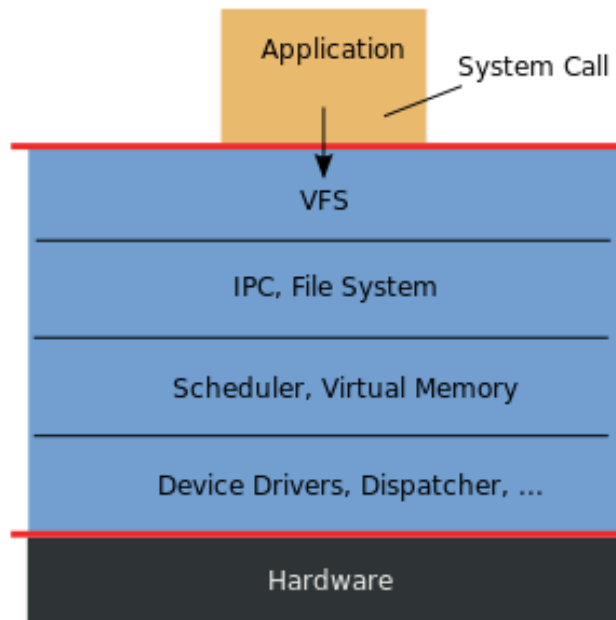 Application
System Call
VFS
IPC, File System
Scheduler, Virtual Memory
Device Drivers, Dispatcher, ...
Hardware